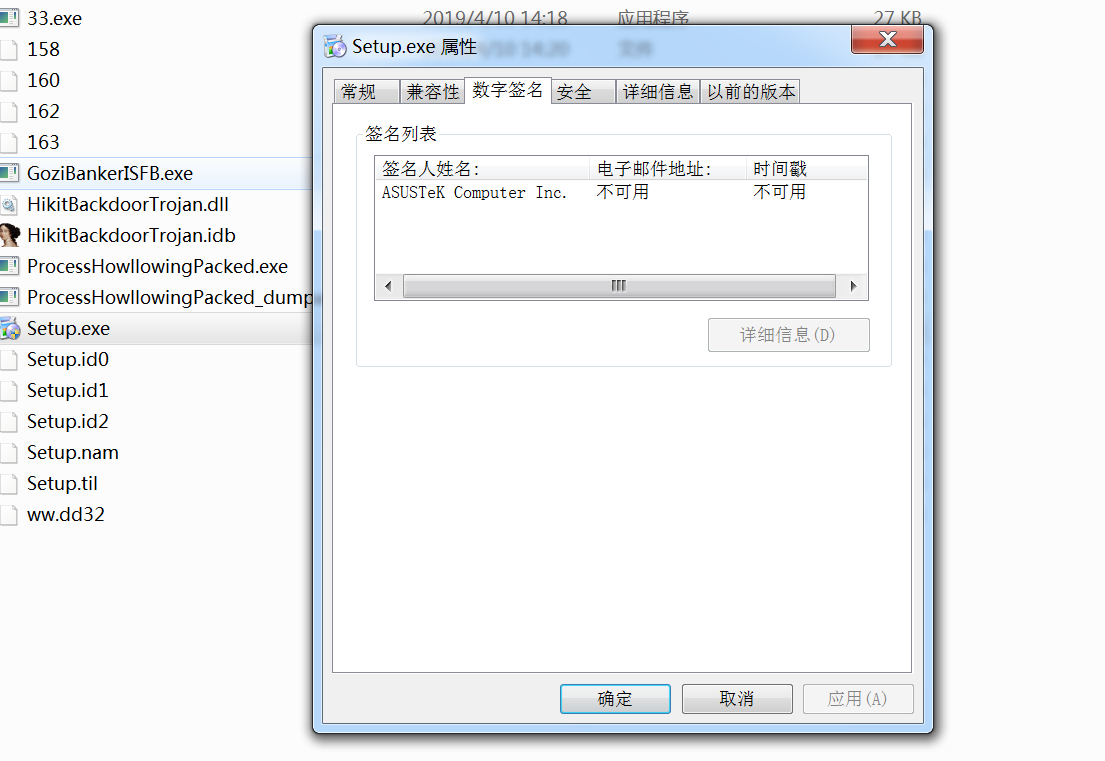 33.exe 2019/4/10 14:18 应用程序 27 KB
158
160
162
163
GoziBankerISFB.exe
HikitBackdoorTrojan.dll
HikitBackdoorTrojan.idb
ProcessHowllowingPacked.exe
ProcessHowllowingPacked_dump
Setup.exe
Setup.id0
Setup.id1
Setup.id2
Setup.nam
Setup.til
ww.dd32
Setup.exe 属性
常规 兼容性 数字签名 安全 详细信息 以前的版本
签名列表
签名人姓名: 电子邮件地址: 时间戳
ASUSTeK Computer Inc. 不可用 不可用
详细信息(D)
确定 取消 应用(A)